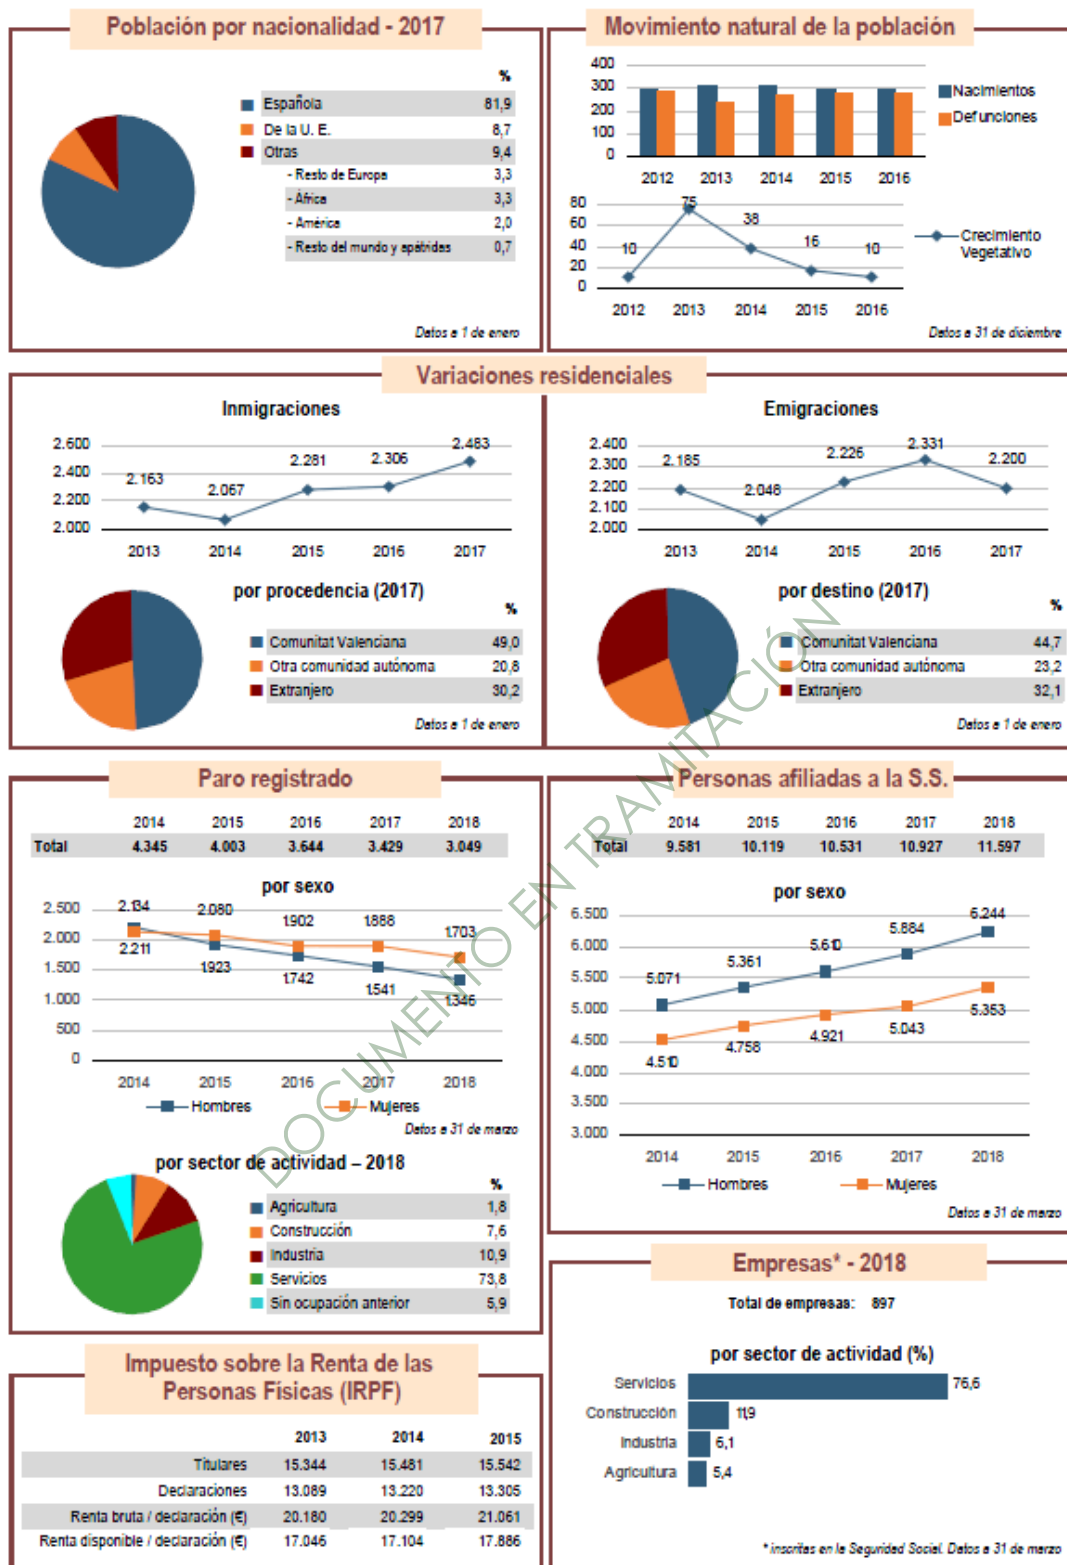 Población por nacionalidad - 2017
%
Española 81,9
De la U. E. 8,7
Otras 9,4
- Resto de Europa 3,3
- África 3,3
- América 2,0
- Resto del mundo y apátridas 0,7
Datos a 1 de enero
Movimiento natural de la población
400
300
200
100
0
2012 2013 2014 2015 2016
Nacimientos
Defunciones
80
60
40
20
0
10 75 38 16 10
2012 2013 2014 2015 2016
Crecimiento
Vegetativo
Datos a 31 de diciembre
Variaciones residenciales
Inmigraciones
2.600
2.400
2.200
2.000
2.163 2.067 2.281 2.306 2.483
2013 2014 2015 2016 2017
por procedencia (2017)
%
Comunitat Valenciana 49,0
Otra comunidad autónoma 20,8
Extranjero 30,2
Datos a 1 de enero
Emigraciones
2.400
2.300
2.200
2.100
2.000
2.185 2.048 2.226 2.331 2.200
2013 2014 2015 2016 2017
por destino (2017)
%
Comunitat Valenciana 44,7
Otra comunidad autónoma 23,2
Extranjero 32,1
Datos a 1 de enero
Paro registrado
2014 2015 2016 2017 2018
Total 4.345 4.003 3.644 3.429 3.049
por sexo
2.500
2.000
1.500
1.000
500
0
2.134 2.080 1.902 1.888 1.703
2.211 1.923 1.742 1.541 1.346
2014 2015 2016 2017 2018
Hombres Mujeres
Datos a 31 de marzo
por sector de actividad – 2018
%
Agricultura 1,8
Construcción 7,6
Industria 10,9
Servicios 73,8
Sin ocupación anterior 5,9
Personas afiliadas a la S.S.
2014 2015 2016 2017 2018
Total 9.581 10.119 10.531 10.927 11.597
por sexo
6.500
6.000
5.500
5.000
4.500
4.000
3.500
3.000
5.071 5.361 5.610 5.884 6.244
4.510 4.758 4.921 5.043 5.353
2014 2015 2016 2017 2018
Hombres Mujeres
Datos a 31 de marzo
Empresas* - 2018
Total de empresas: 897
por sector de actividad (%)
Servicios 76,6
Construcción 11,9
Industria 6,1
Agricultura 5,4
* inscritas en la Seguridad Social. Datos a 31 de marzo
Impuesto sobre la Renta de las
Personas Físicas (IRPF)
2013 2014 2015
Titulares 15.344 15.481 15.542
Declaraciones 13.089 13.220 13.305
Renta bruta / declaración (€) 20.180 20.299 21.061
Renta disponible / declaración (€) 17.046 17.104 17.886
DOCUMENTO EN TRAMITACIÓN